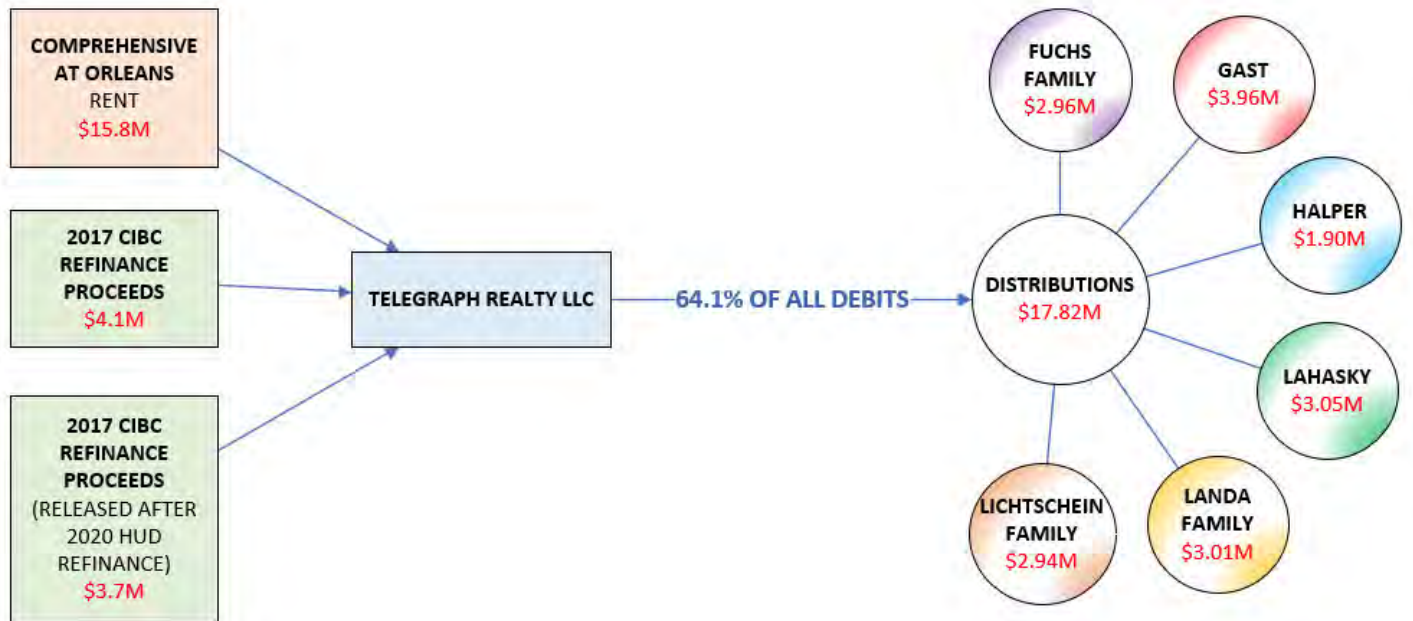 COMPREHENSIVE
AT ORLEANS
RENT
$15.8M
2017 CIBC
REFINANCE
PROCEEDS
$4.1M
2017 CIBC
REFINANCE
PROCEEDS
(RELEASED AFTER
2020 HUD
REFINANCE)
$3.7M
TELEGRAPH REALTY LLC
64.1% OF ALL DEBITS
DISTRIBUTIONS
$17.82M
FUCHS
FAMILY
$2.96M
GAST
$3.96M
HALPER
$1.90M
LAHASKY
$3.05M
LANDA
FAMILY
$3.01M
LICHTSCHEIN
FAMILY
$2.94M